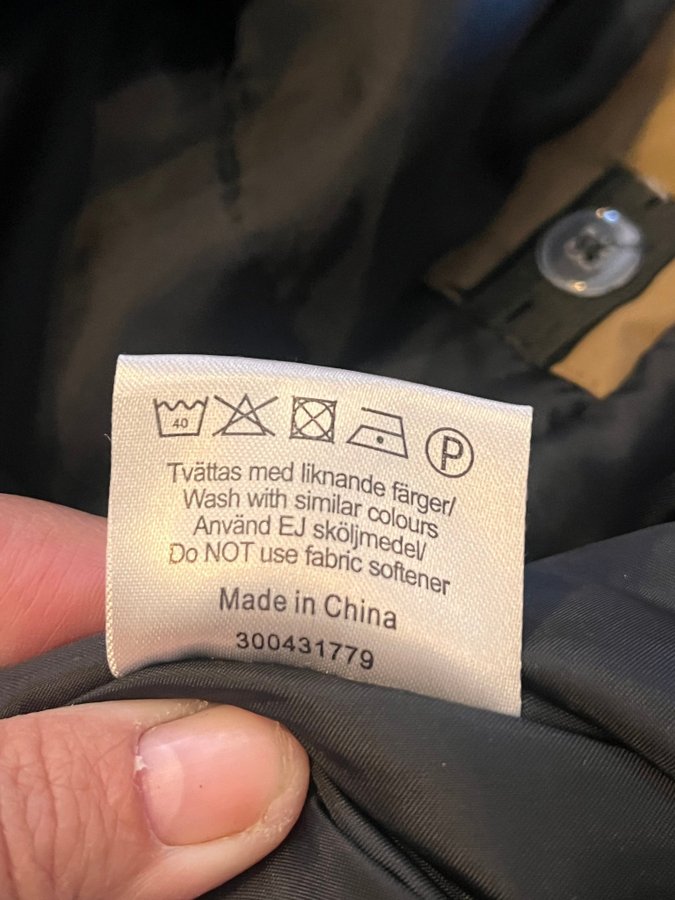 40
P
Tvättas med liknande färger/
Wash with similar colours
Använd EJ sköljmedel/
Do NOT use fabric softener
Made in China
300431779